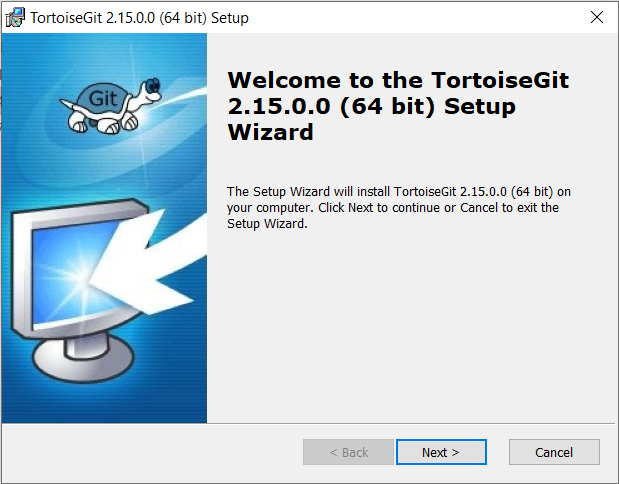 TortoiseGit 2.15.0.0 (64 bit) Setup
Git
Welcome to the TortoiseGit
2.15.0.0 (64 bit) Setup
Wizard
The Setup Wizard will install TortoiseGit 2.15.0.0 (64 bit) on
your computer. Click Next to continue or Cancel to exit the
Setup Wizard.
< Back Next > Cancel